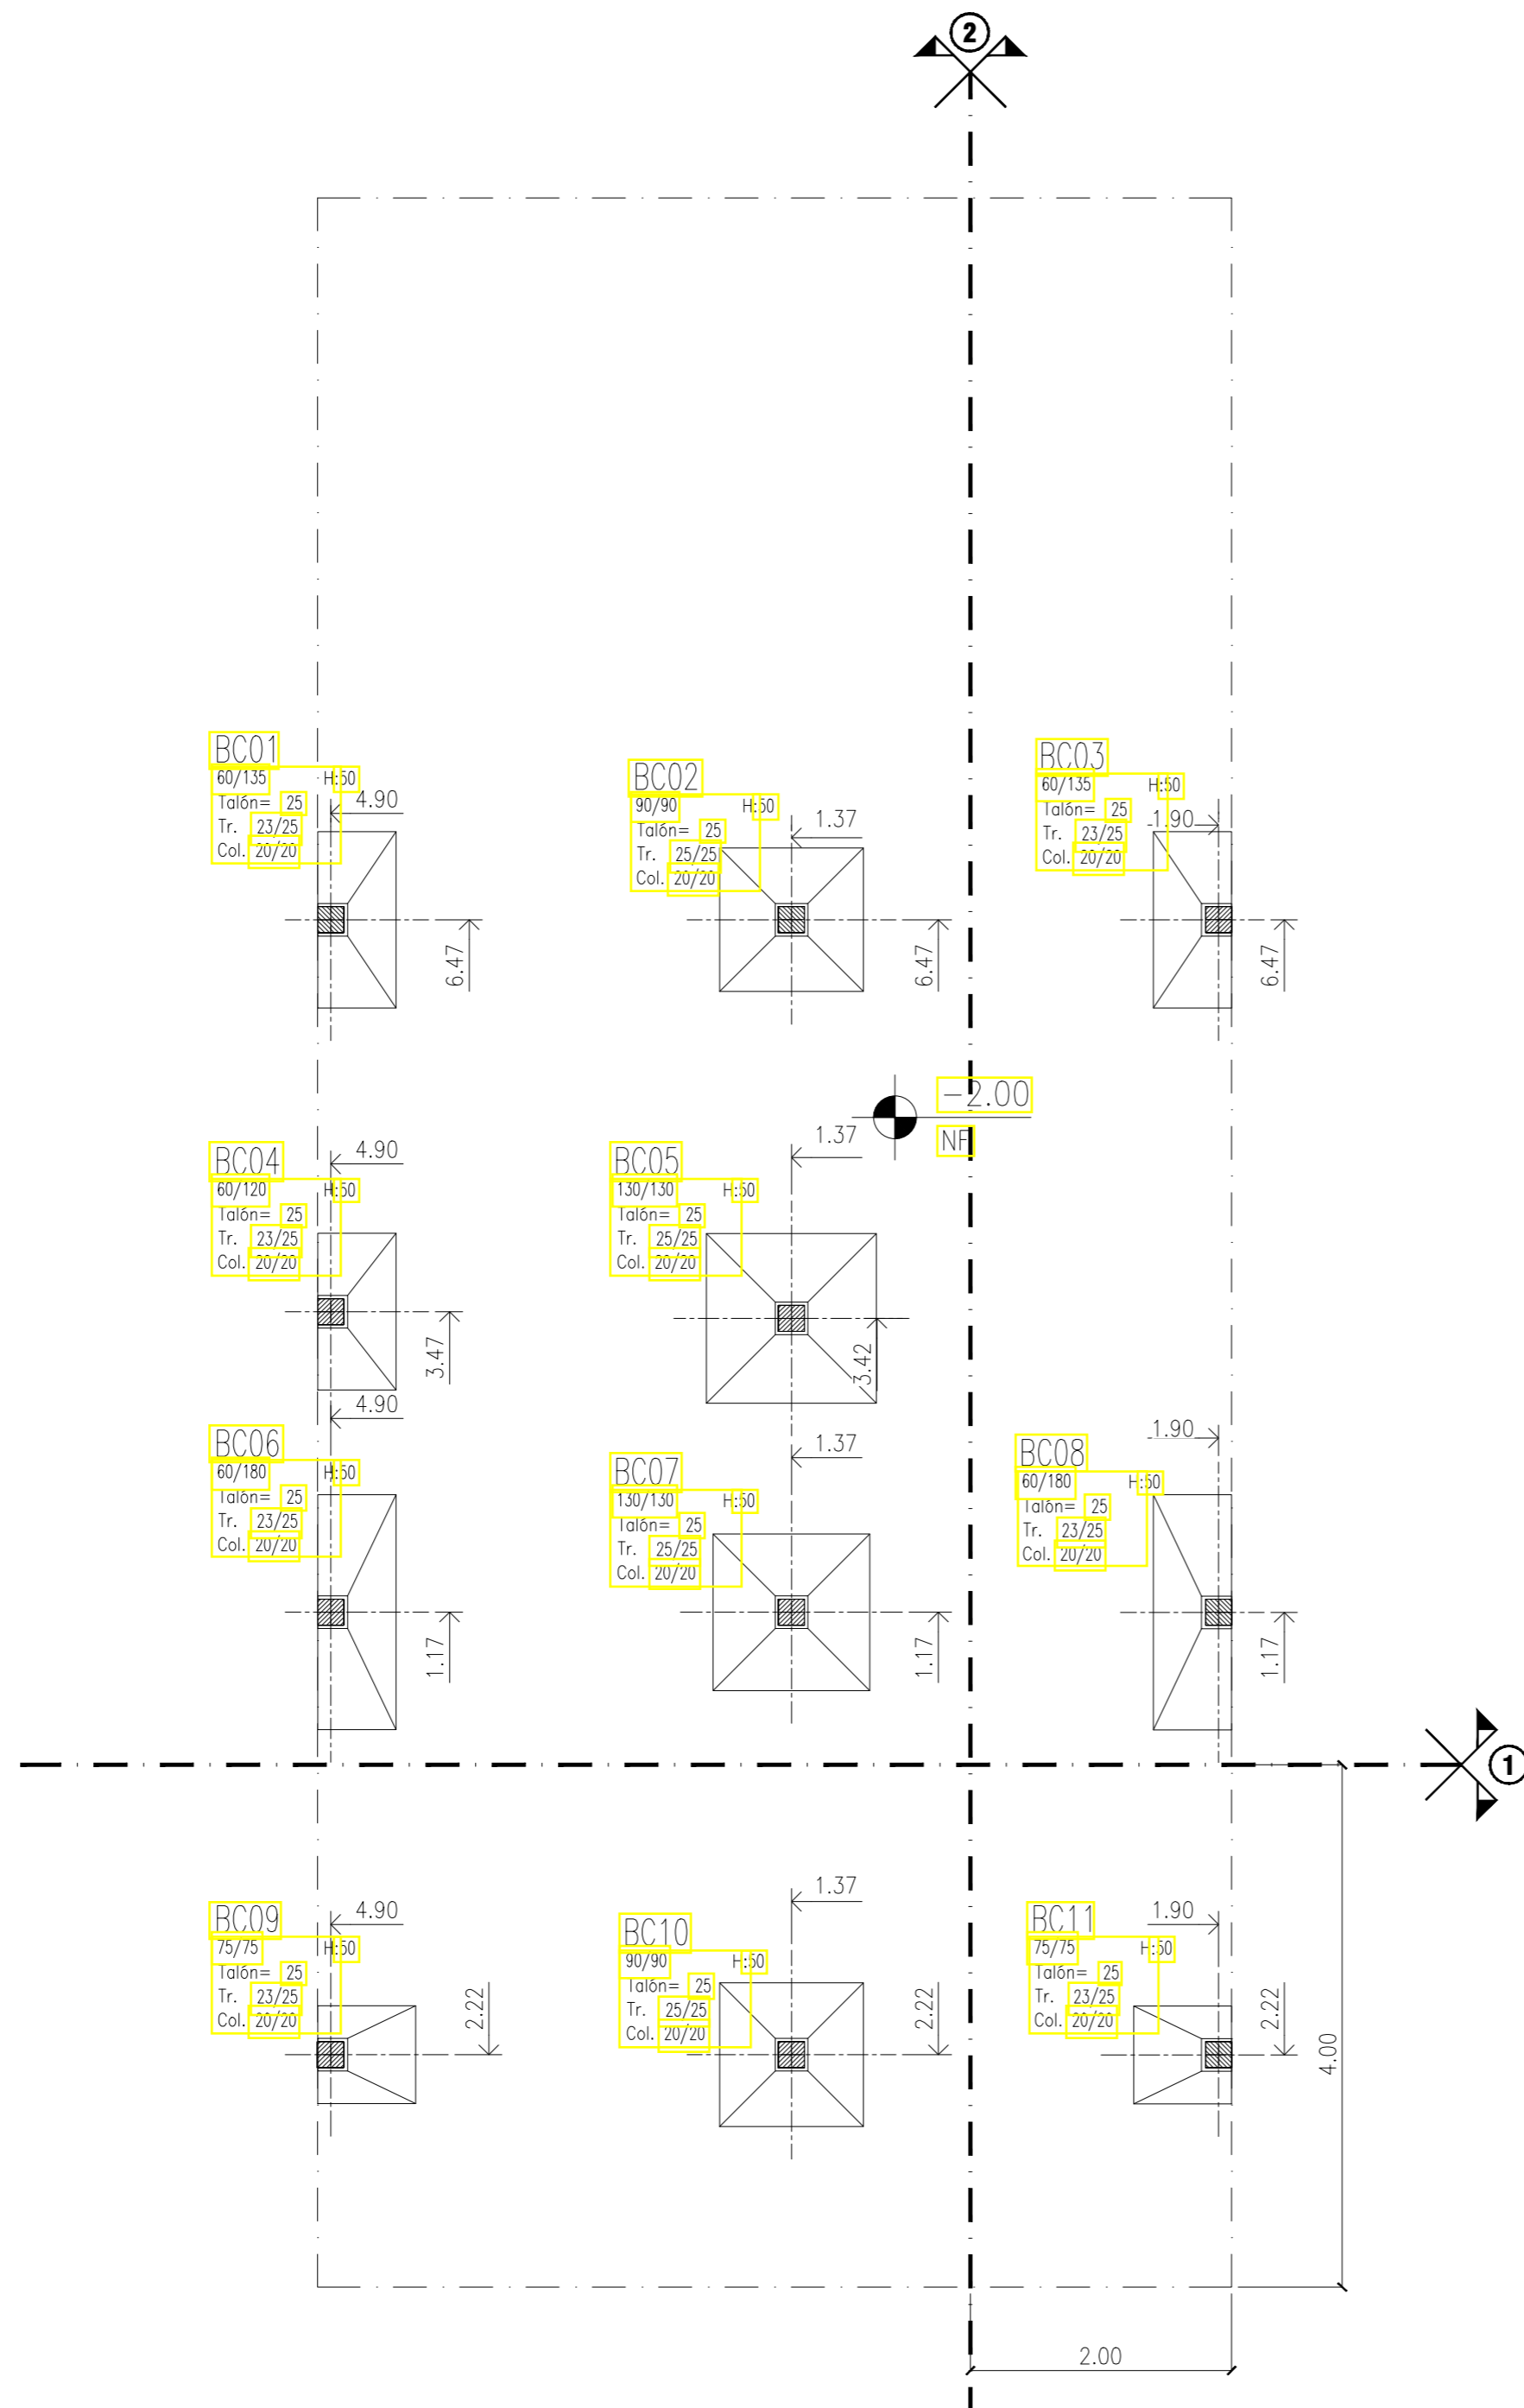 2
BC01
60/135 H:50
Talón= 25
Tr. 23/25
Col. 20/20
4.90
6.47
BC02
90/90 H:50
Talón= 25
Tr. 25/25
Col. 20/20
1.37
6.47
BC03
60/135 H:50
Talón= 25
Tr. 23/25
Col. 20/20
1.90
6.47
-2.00
NF
BC04
60/120 H:50
Talón= 25
Tr. 23/25
Col. 20/20
4.90
3.47
BC05
130/130 H:50
Talón= 25
Tr. 25/25
Col. 20/20
1.37
3.42
BC06
60/180 H:50
Talón= 25
Tr. 23/25
Col. 20/20
4.90
1.17
BC07
130/130 H:50
Talón= 25
Tr. 25/25
Col. 20/20
1.37
1.17
BC08
60/180 H:50
Talón= 25
Tr. 23/25
Col. 20/20
1.90
1.17
1
BC09
75/75 H:50
Talón= 25
Tr. 23/25
Col. 20/20
4.90
2.22
BC10
90/90 H:50
Talón= 25
Tr. 25/25
Col. 20/20
1.37
2.22
BC11
75/75 H:50
Talón= 25
Tr. 23/25
Col. 20/20
1.90
2.22
4.00
2.00